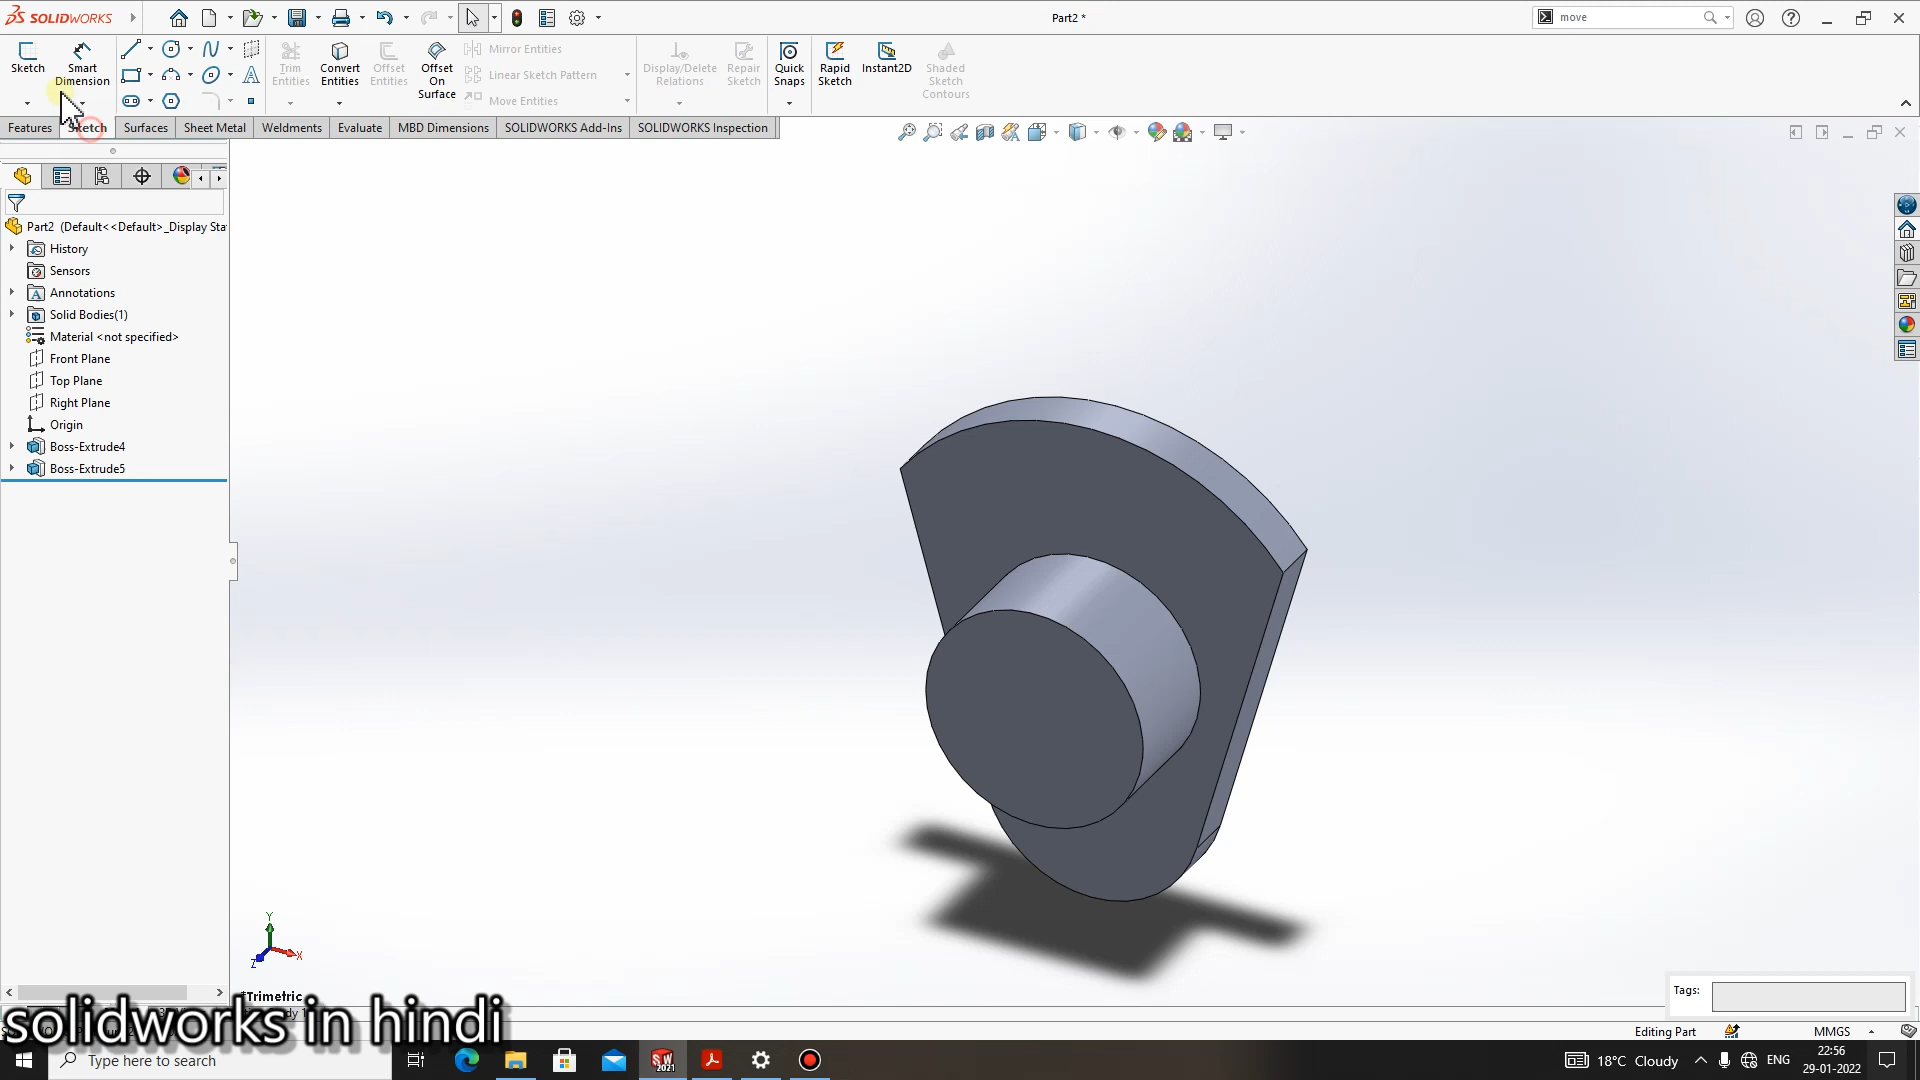 SOLIDWORKS
Part2 *
move
Sketch
Smart Dimension
Trim Entities
Convert Entities
Offset Entities
Offset On Surface
Mirror Entities
Linear Sketch Pattern
Move Entities
Display/Delete Relations
Repair Sketch
Quick Snaps
Rapid Sketch
Instant2D
Shaded Sketch Contours
Features
Sketch
Surfaces
Sheet Metal
Weldments
Evaluate
MBD Dimensions
SOLIDWORKS Add-Ins
SOLIDWORKS Inspection
Part2 (Default<<Default>_Display Sta
History
Sensors
Annotations
Solid Bodies(1)
Material <not specified>
Front Plane
Top Plane
Right Plane
Origin
Boss-Extrude4
Boss-Extrude5
Y
X
Z
*Trimetric
Tags:
solidworks in hindi
Editing Part
MMGS
Type here to search
SW
2021
18°C Cloudy
ENG
22:56
29-01-2022